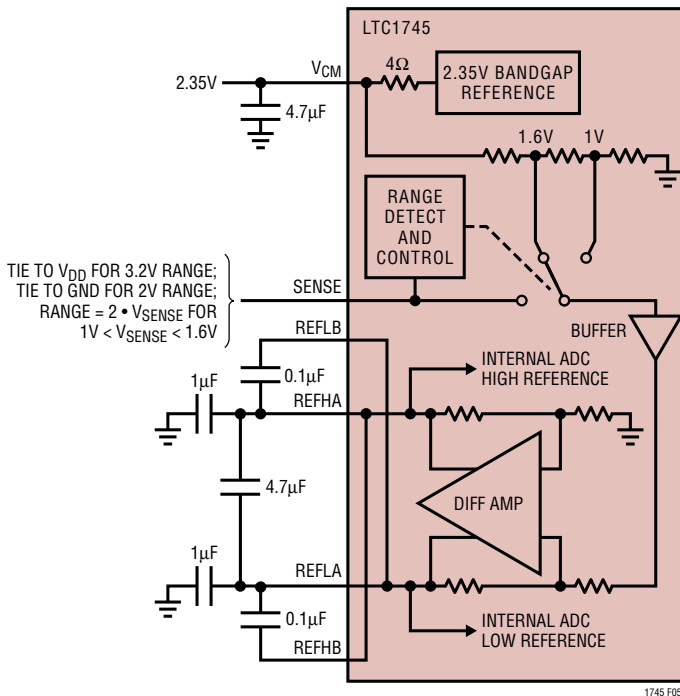 LTC1745
2.35V
VCM
4Ω
2.35V BANDGAP
REFERENCE
4.7µF
1.6V
1V
RANGE
DETECT
AND
CONTROL
TIE TO VDD FOR 3.2V RANGE;
TIE TO GND FOR 2V RANGE;
RANGE = 2 • VSENSE FOR
1V < VSENSE < 1.6V
SENSE
BUFFER
REFLB
0.1µF
INTERNAL ADC
HIGH REFERENCE
1µF
REFHA
4.7µF
DIFF AMP
1µF
REFLA
0.1µF
INTERNAL ADC
LOW REFERENCE
REFHB
1745 F05